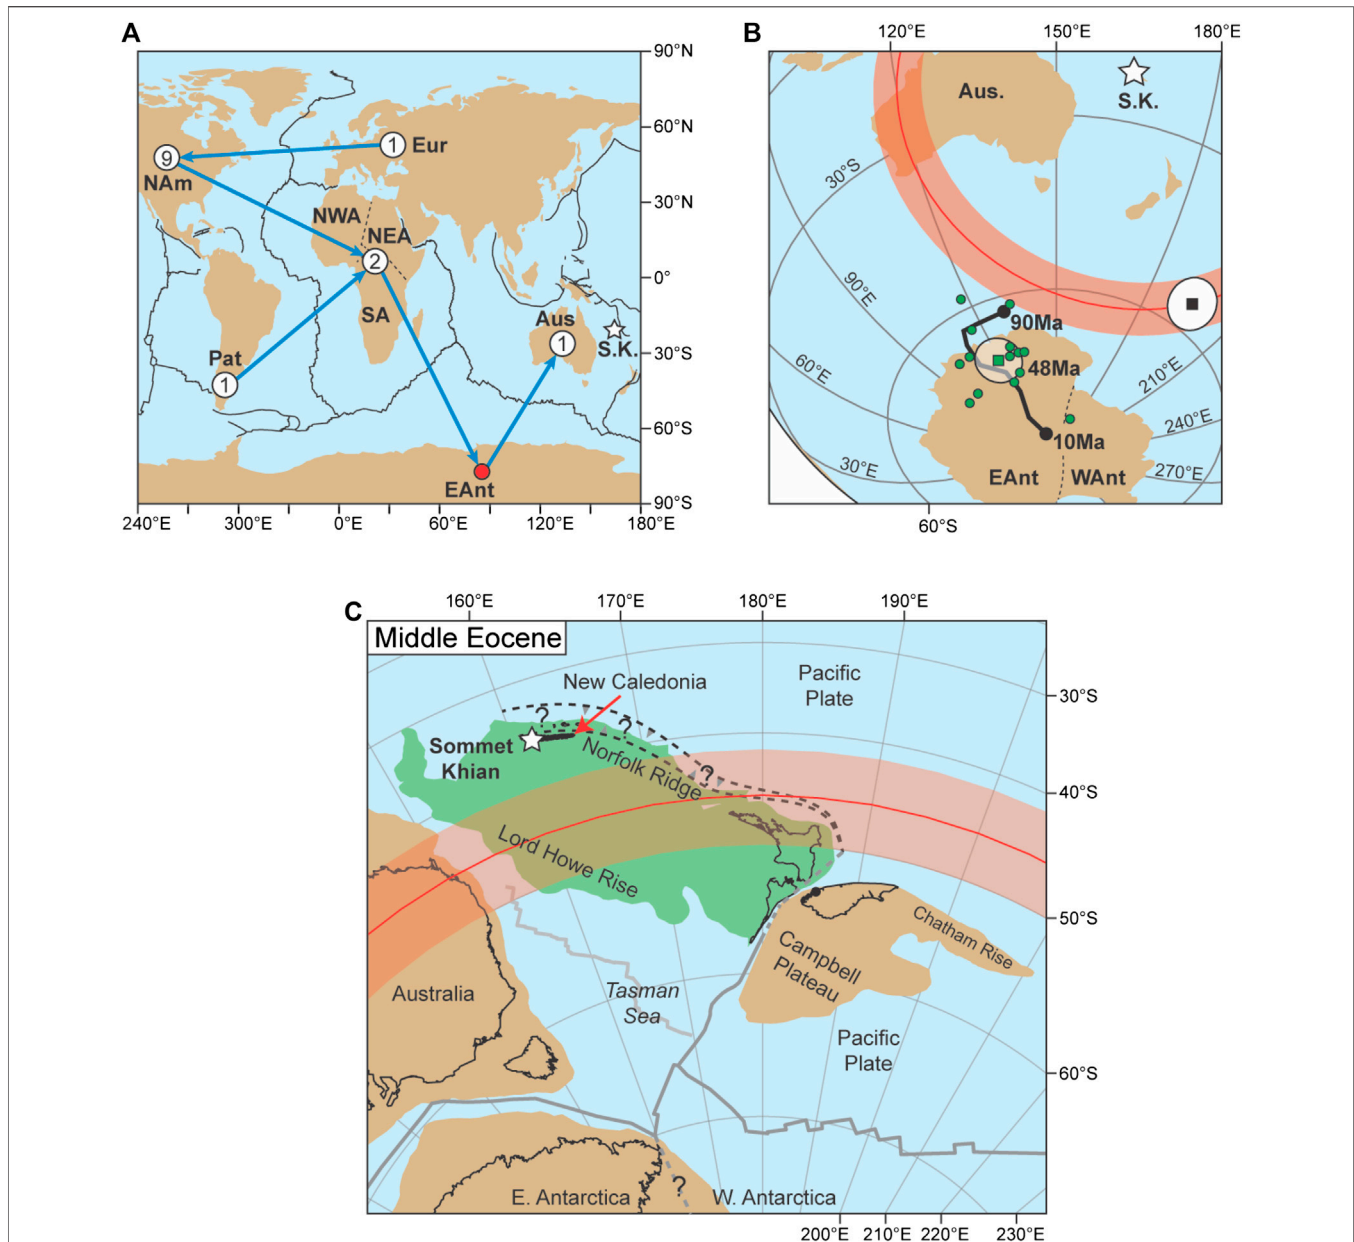 A
90°N
60°N
30°N
0°
30°S
60°S
90°S
1
Eur
9
NAm
NWA
NEA
2
SA
Aus
1
S.K.
Pat
1
EAnt
240°E
300°E
0°E
60°E
120°E
180°E
B
120°E
150°E
180°E
Aus.
S.K.
30°S
90°E
60°E
30°E
90Ma
48Ma
10Ma
210°E
240°E
270°E
EAnt
WAnt
60°S
C
160°E
170°E
180°E
190°E
Middle Eocene
New Caledonia
Pacific
Plate
30°S
?
?
?
Sommet
Khian
Norfolk Ridge
40°S
Lord Howe Rise
50°S
Chatham Rise
Campbell
Plateau
Australia
Tasman
Sea
Pacific
Plate
60°S
?
E. Antarctica
W. Antarctica
200°E
210°E
220°E
230°E